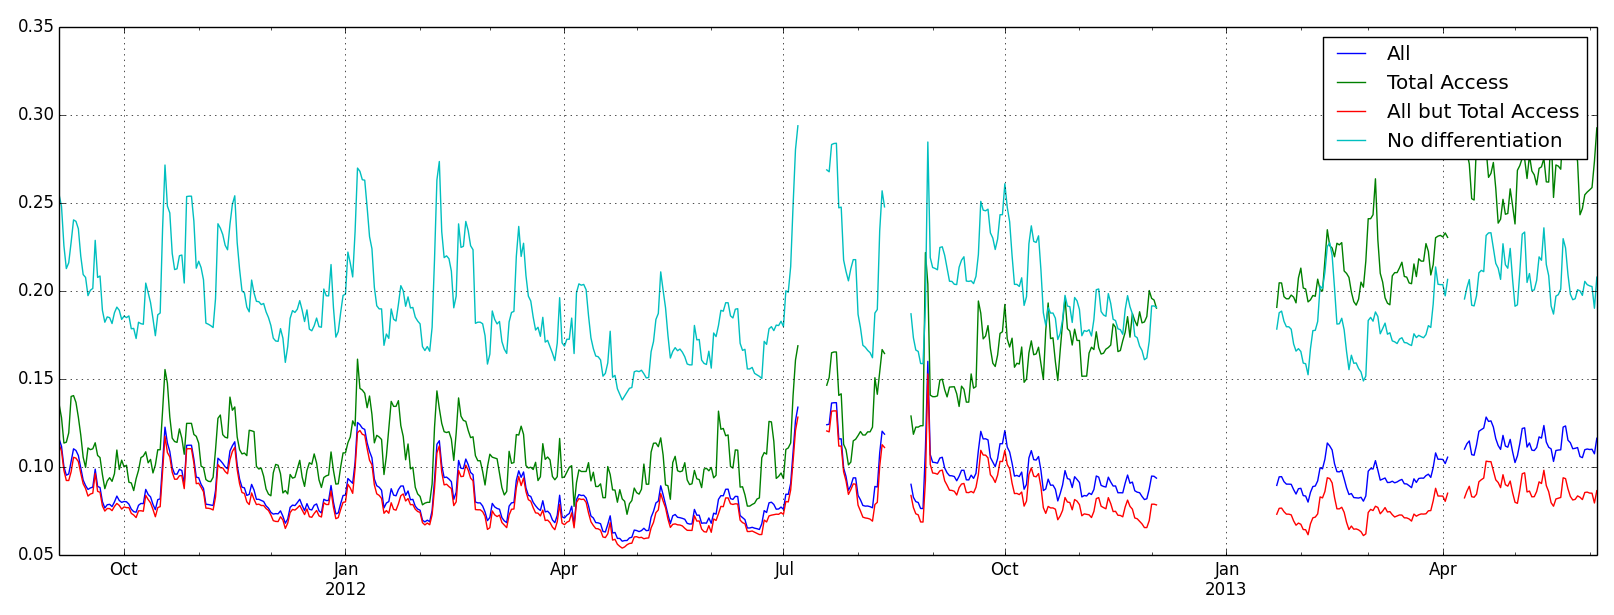 0.35
0.30
0.25
0.20
0.15
0.10
0.05
Oct
Jan
2012
Apr
Jul
Oct
Jan
2013
Apr
All
Total Access
All but Total Access
No differentiation